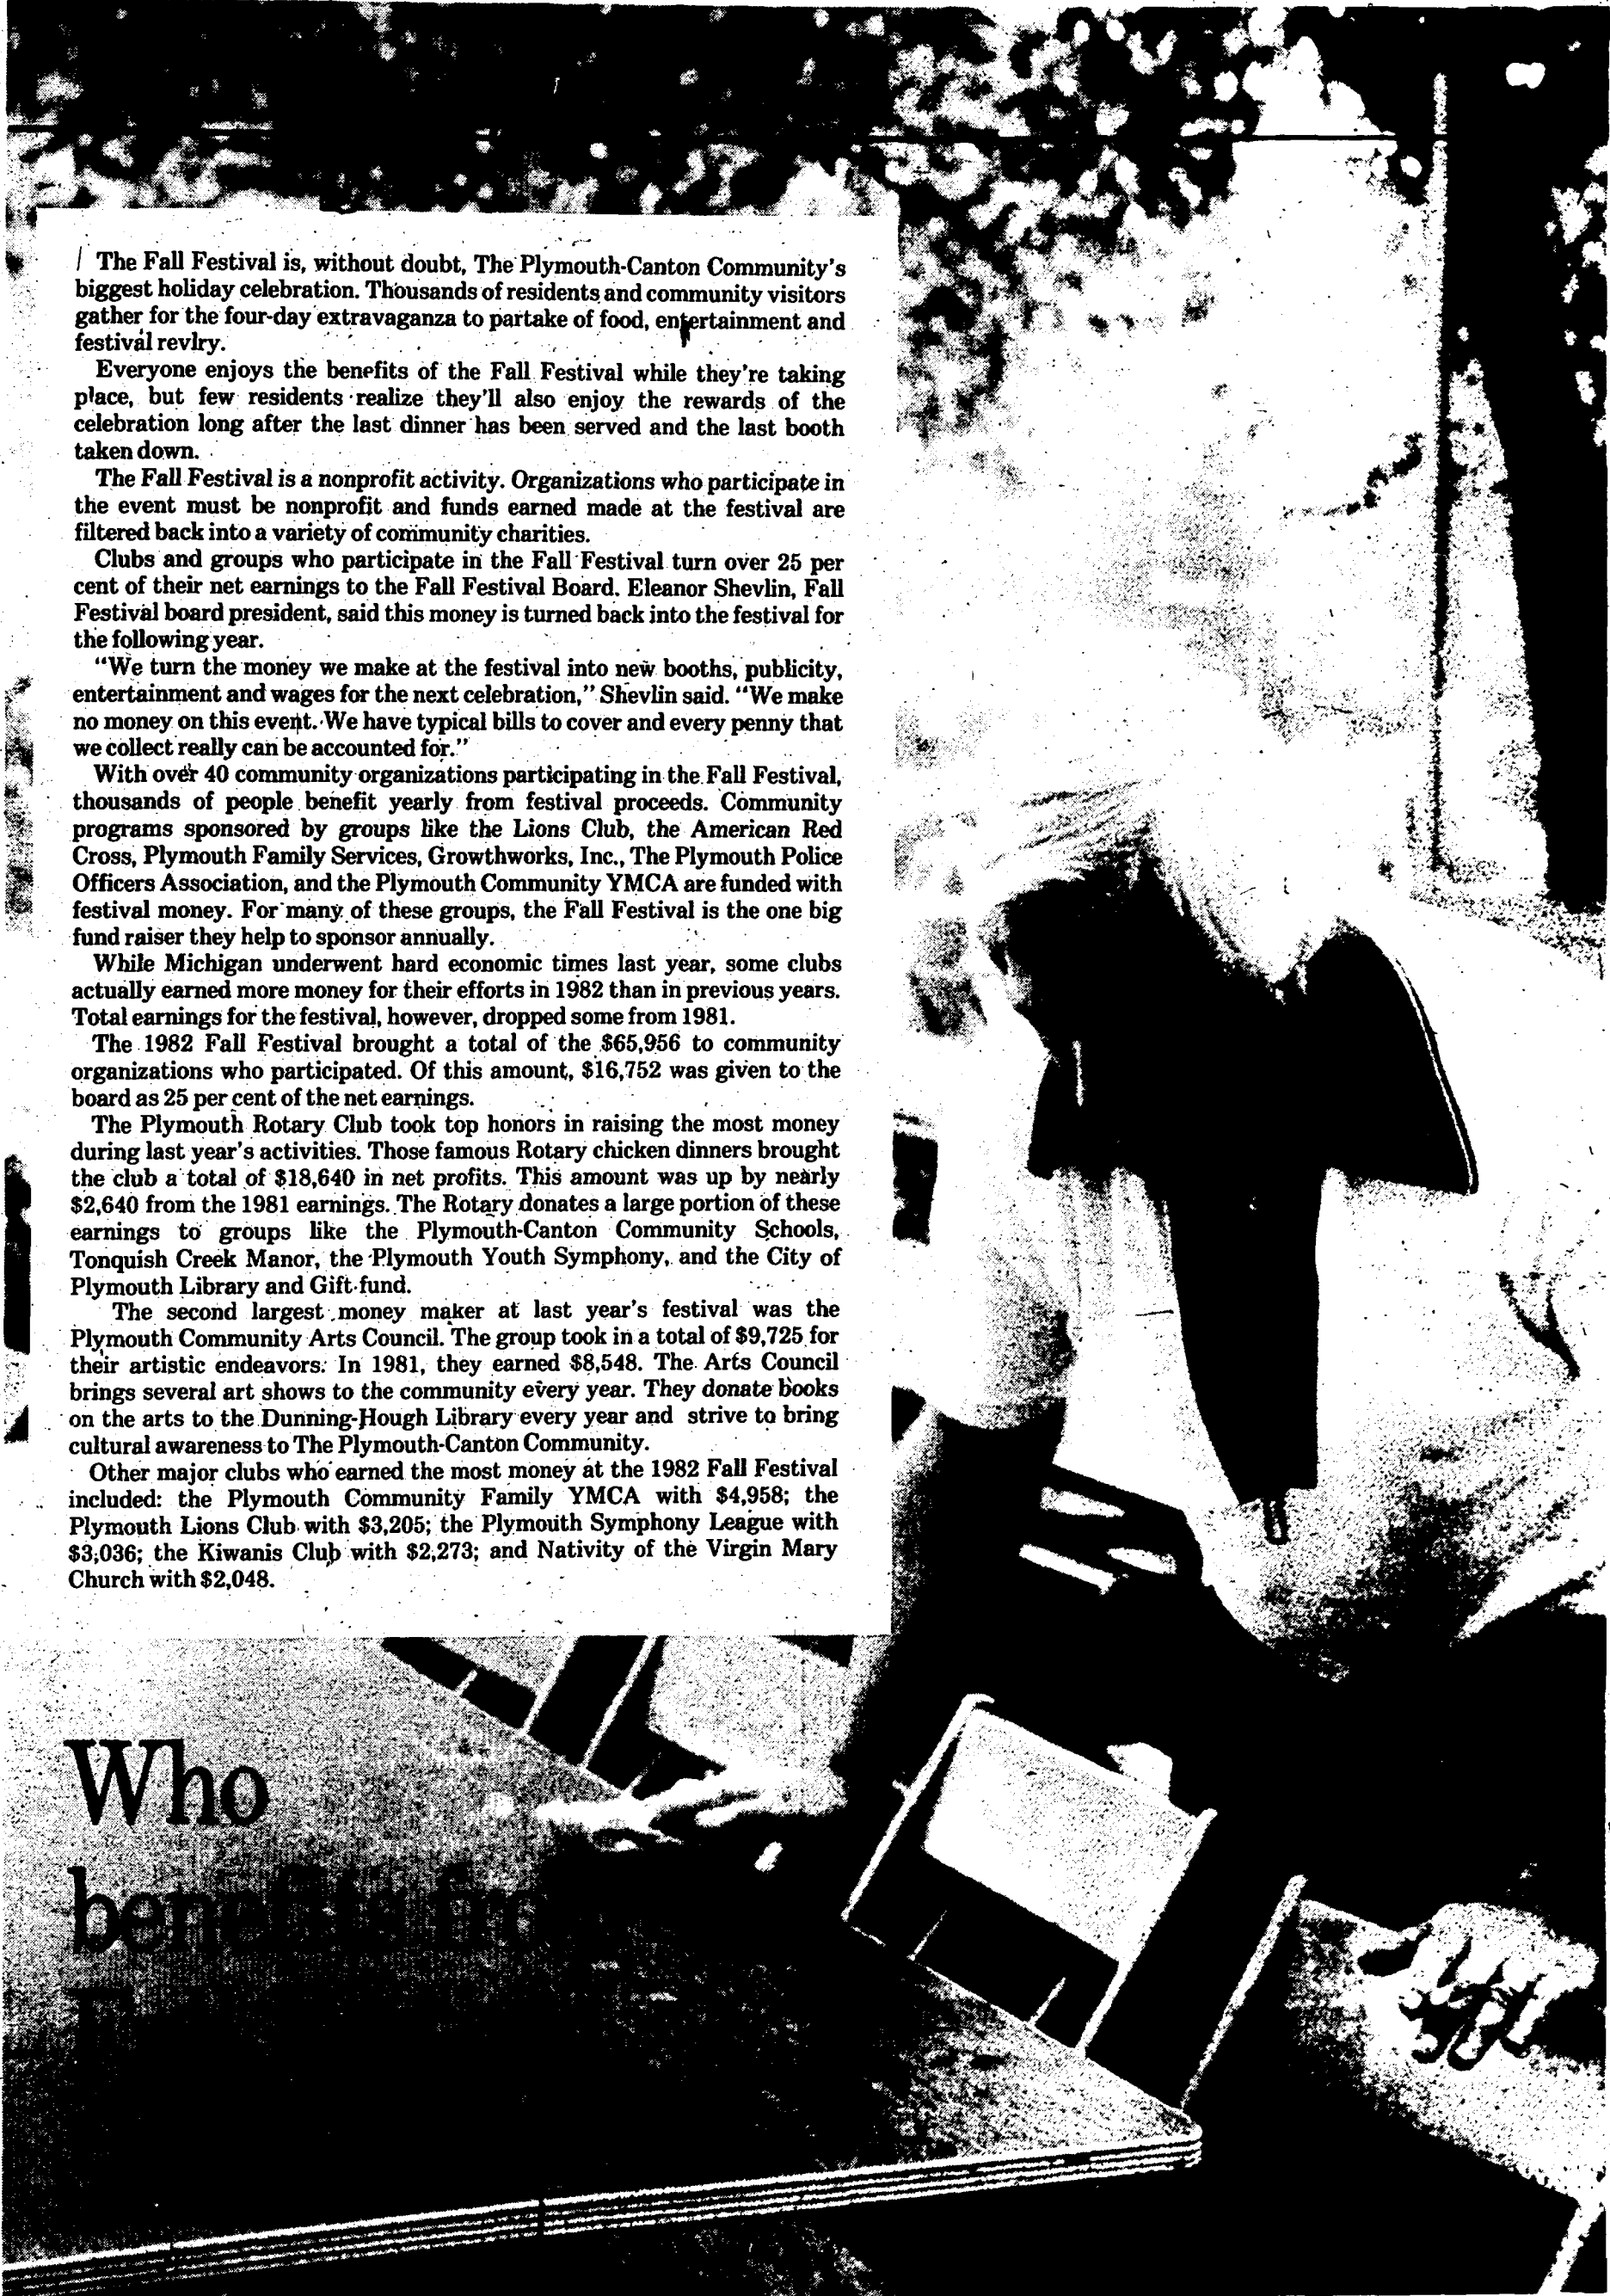 The Fall Festival is, without doubt, The Plymouth-Canton Community's
biggest holiday celebration. Thousands of residents and community visitors
gather for the four-day extravaganza to partake of food, entertainment and
festival revlry.
Everyone enjoys the benefits of the Fall Festival while they're taking
place, but few residents realize they'll also enjoy the rewards of the
celebration long after the last dinner has been served and the last booth
taken down.
The Fall Festival is a nonprofit activity. Organizations who participate in
the event must be nonprofit and funds earned made at the festival are
filtered back into a variety of community charities.
Clubs and groups who participate in the Fall Festival turn over 25 per
cent of their net earnings to the Fall Festival Board. Eleanor Shevlin, Fall
Festival board president, said this money is turned back into the festival for
the following year.
"We turn the money we make at the festival into new booths, publicity,
entertainment and wages for the next celebration," Shevlin said. "We make
no money on this event. We have typical bills to cover and every penny that
we collect really can be accounted for."
With over 40 community organizations participating in the Fall Festival,
thousands of people benefit yearly from festival proceeds. Community
programs sponsored by groups like the Lions Club, the American Red
Cross, Plymouth Family Services, Growthworks, Inc., The Plymouth Police
Officers Association, and the Plymouth Community YMCA are funded with
festival money. For many of these groups, the Fall Festival is the one big
fund raiser they help to sponsor annually.
While Michigan underwent hard economic times last year, some clubs
actually earned more money for their efforts in 1982 than in previous years.
Total earnings for the festival, however, dropped some from 1981.
The 1982 Fall Festival brought a total of the $65,956 to community
organizations who participated. Of this amount, $16,752 was given to the
board as 25 per cent of the net earnings.
The Plymouth Rotary Club took top honors in raising the most money
during last year's activities. Those famous Rotary chicken dinners brought
the club a total of $18,640 in net profits. This amount was up by nearly
$2,640 from the 1981 earnings. The Rotary donates a large portion of these
earnings to groups like the Plymouth-Canton Community Schools,
Tonquish Creek Manor, the Plymouth Youth Symphony, and the City of
Plymouth Library and Gift fund.
The second largest money maker at last year's festival was the
Plymouth Community Arts Council. The group took in a total of $9,725 for
their artistic endeavors. In 1981, they earned $8,548. The Arts Council
brings several art shows to the community every year. They donate books
on the arts to the Dunning-Hough Library every year and strive to bring
cultural awareness to The Plymouth-Canton Community.
Other major clubs who earned the most money at the 1982 Fall Festival
included: the Plymouth Community Family YMCA with $4,958; the
Plymouth Lions Club with $3,205; the Plymouth Symphony League with
$3,036; the Kiwanis Club with $2,273; and Nativity of the Virgin Mary
Church with $2,048.
Who
benefits